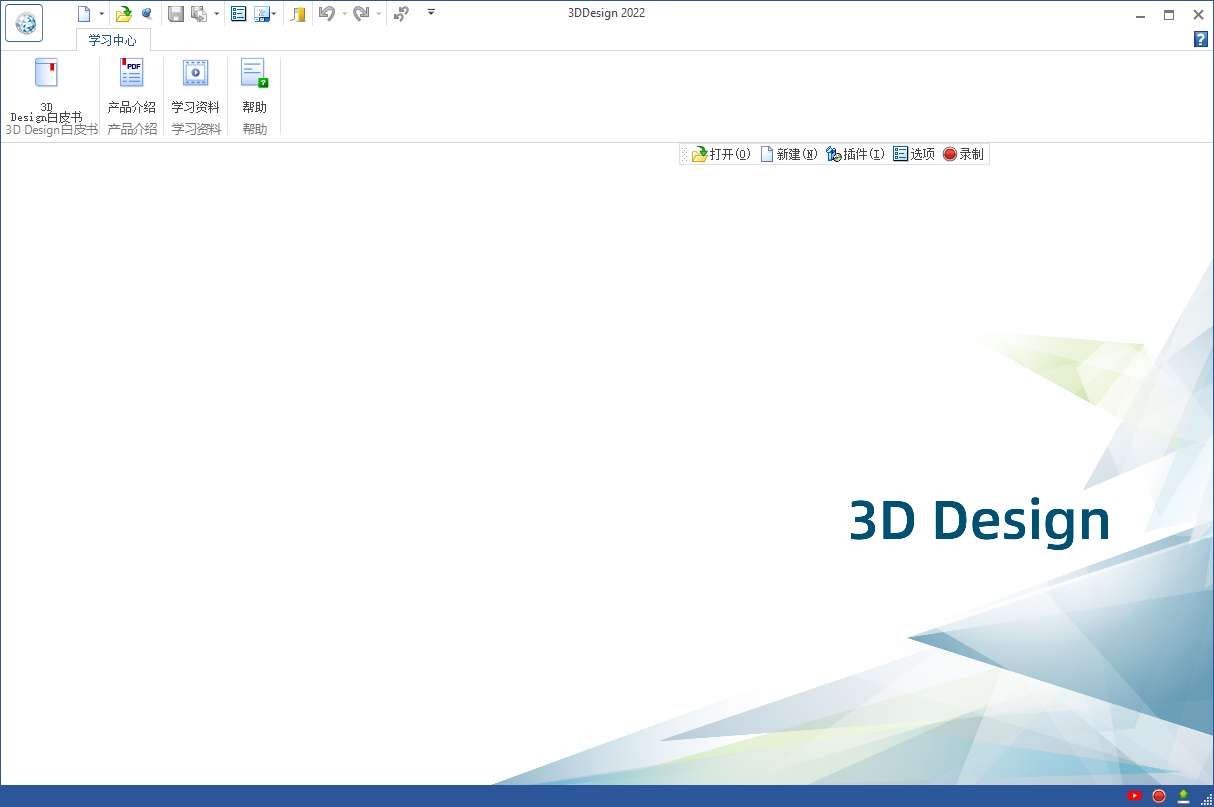 3DDesign 2022
学习中心
3D
Design白皮书
产品介绍
学习资料
帮助
3D Design白皮书
产品介绍
学习资料
帮助
打开(O) 新建(N) 插件(I) 选项 录制
3D Design
PDF